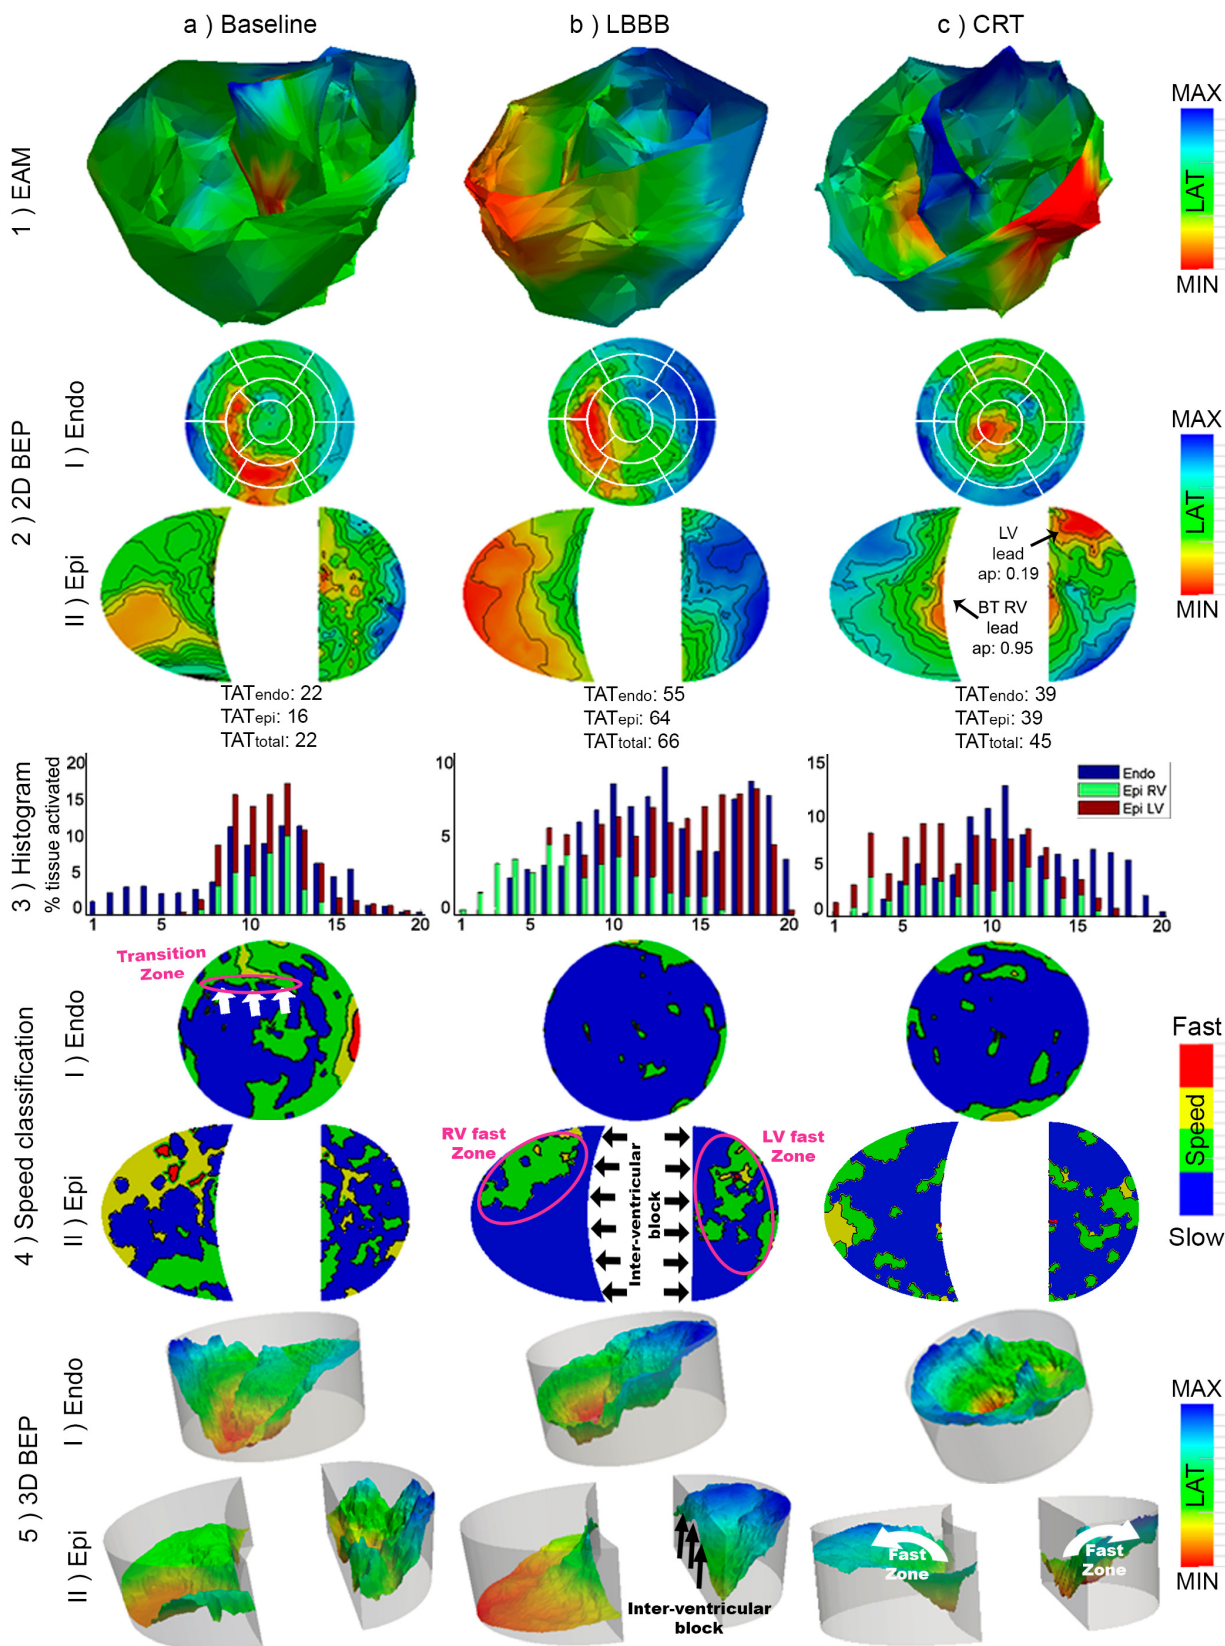 a ) Baseline
b ) LBBB
c ) CRT
1 ) EAM
MAX
LAT
MIN
2 ) 2D BEP
I ) Endo
II ) Epi
MAX
LAT
MIN
LV
lead
ap: 0.19
BT RV
lead
ap: 0.95
TATendo: 22
TATepi: 16
TATtotal: 22
TATendo: 55
TATepi: 64
TATtotal: 66
TATendo: 39
TATepi: 39
TATtotal: 45
3 ) Histogram
% tissue activated
20
15
10
5
0
1 5 10 15 20
10
5
0
1 5 10 15 20
15
10
5
0
1 5 10 15 20
Endo
Epi RV
Epi LV
4 ) Speed classification
I ) Endo
II ) Epi
Transition
Zone
RV fast
Zone
Inter-ventricular
block
LV fast
Zone
Fast
Speed
Slow
5 ) 3D BEP
I ) Endo
II ) Epi
Inter-ventricular
block
Fast
Zone
Fast
Zone
MAX
LAT
MIN